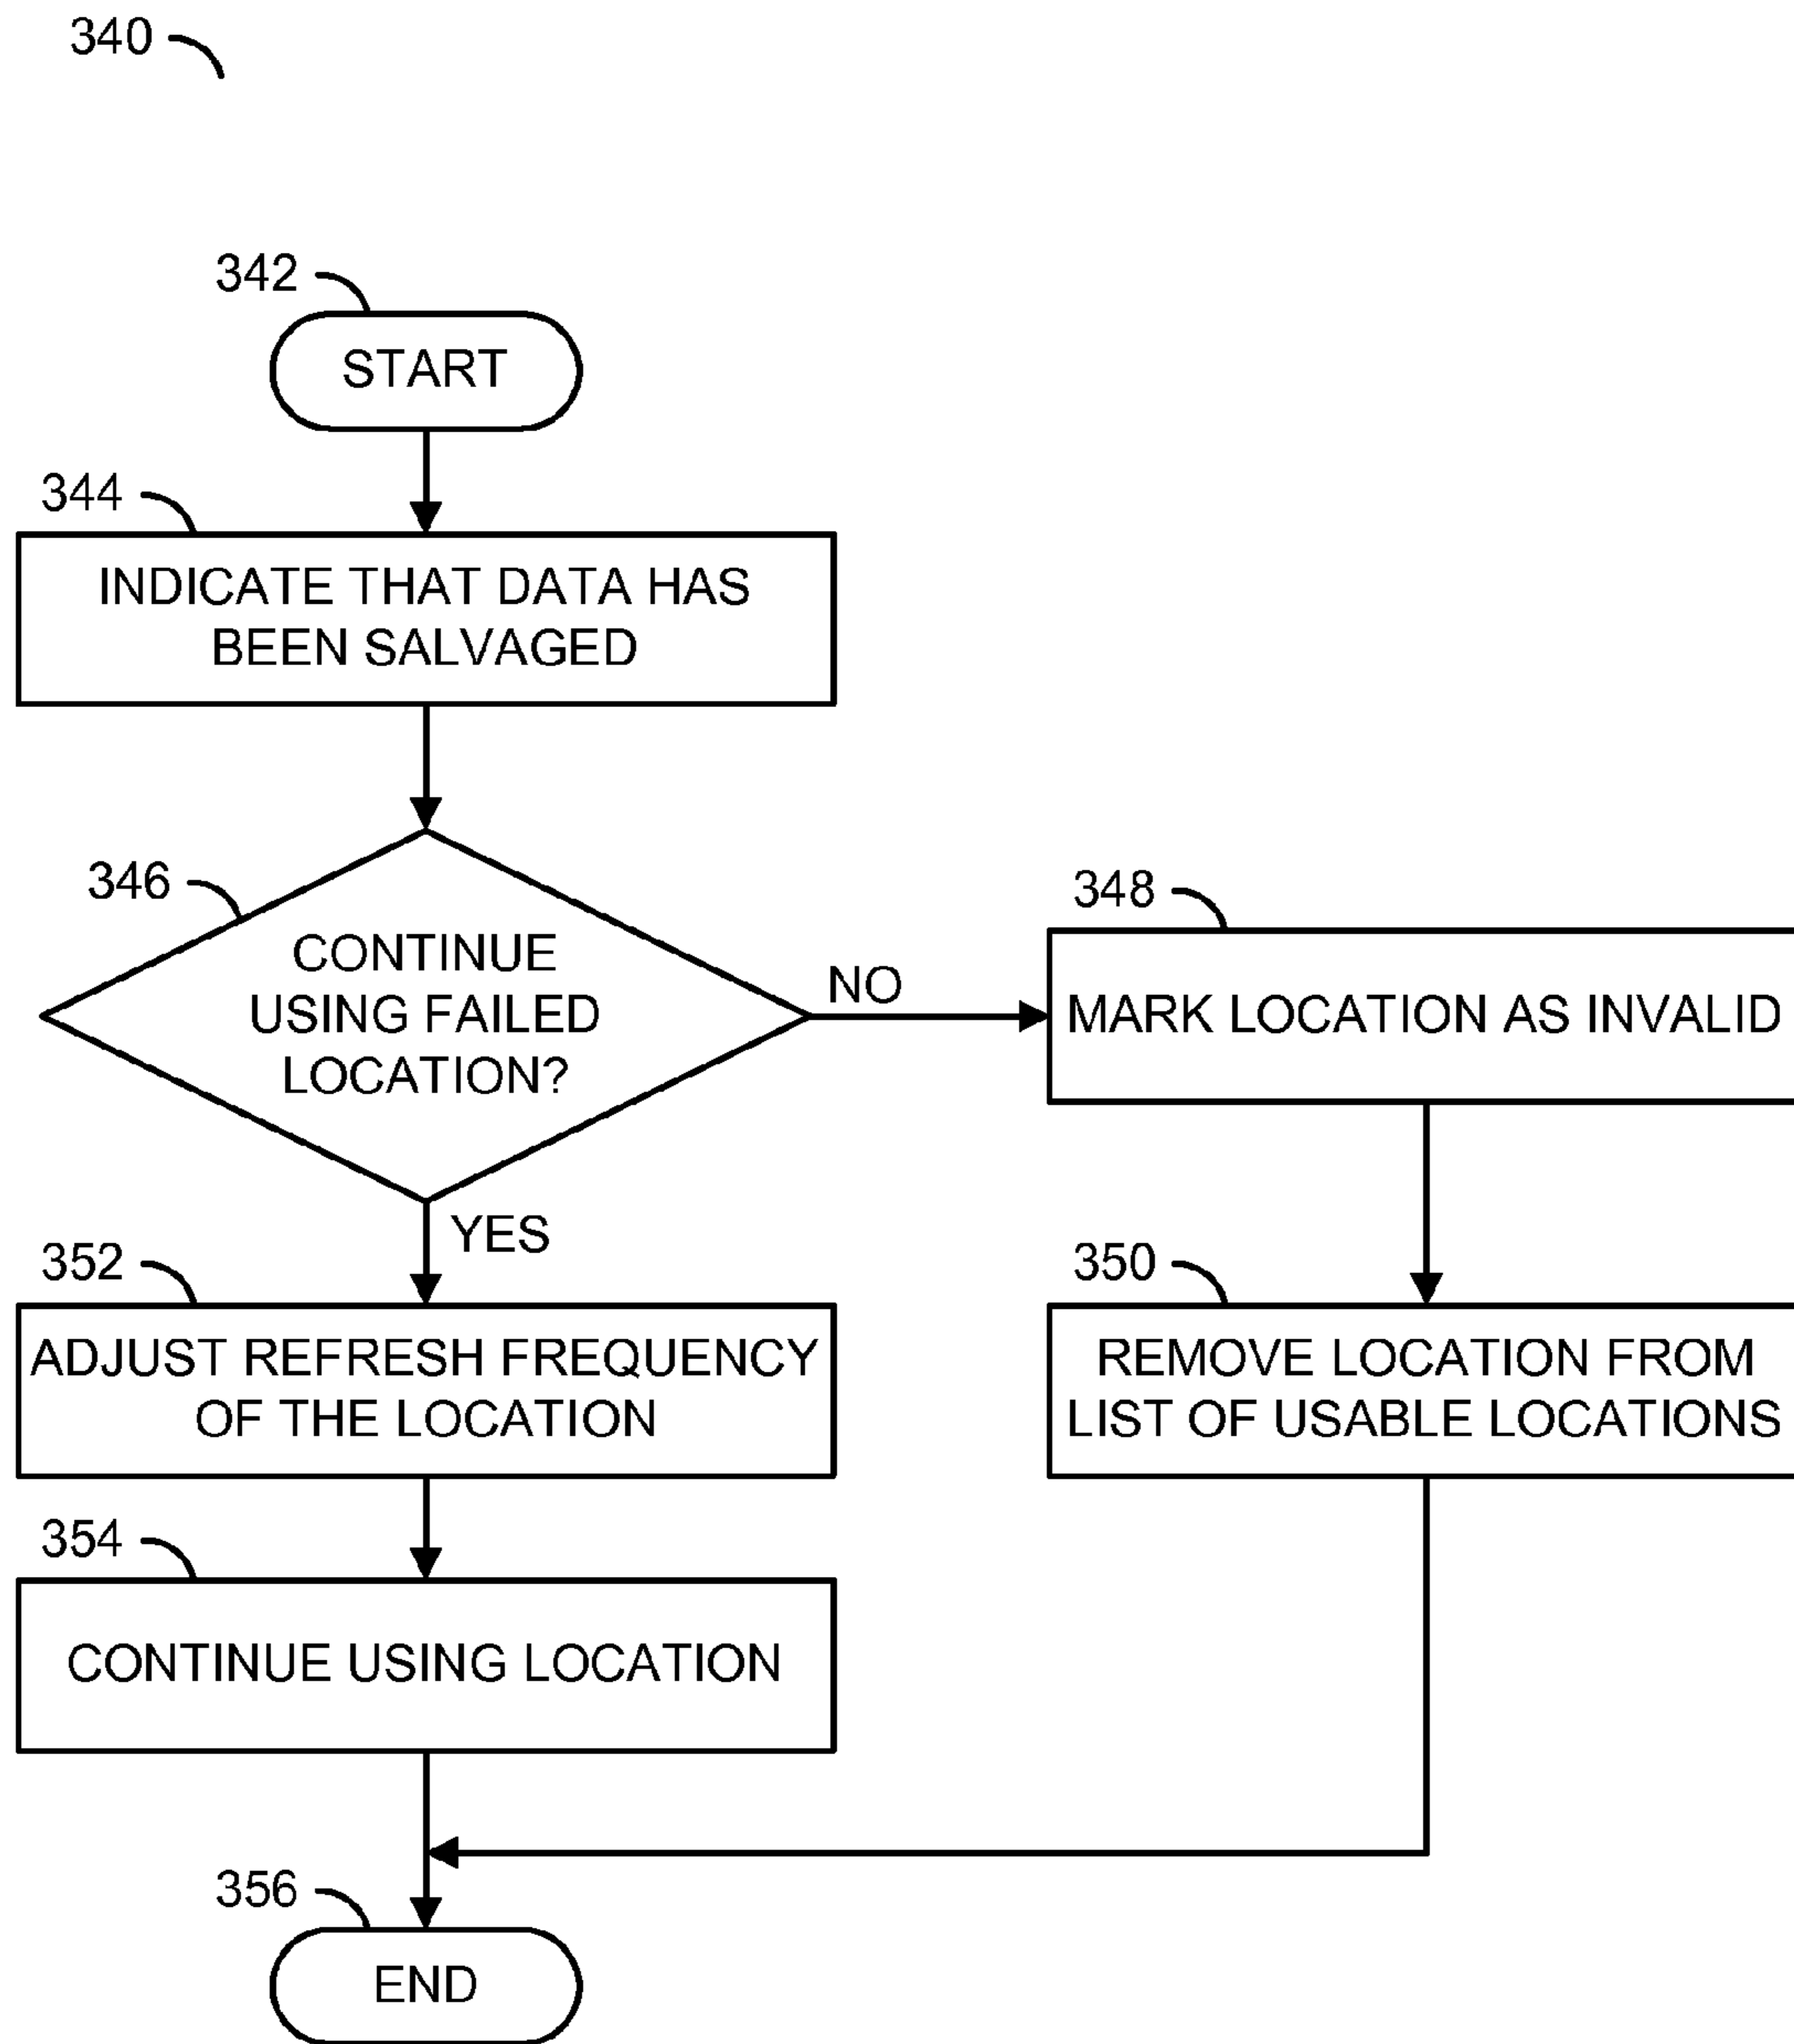 340
342
START
344
INDICATE THAT DATA HAS
BEEN SALVAGED
346
CONTINUE
USING FAILED
LOCATION?
NO
348
MARK LOCATION AS INVALID
YES
352
ADJUST REFRESH FREQUENCY
OF THE LOCATION
350
REMOVE LOCATION FROM
LIST OF USABLE LOCATIONS
354
CONTINUE USING LOCATION
356
END